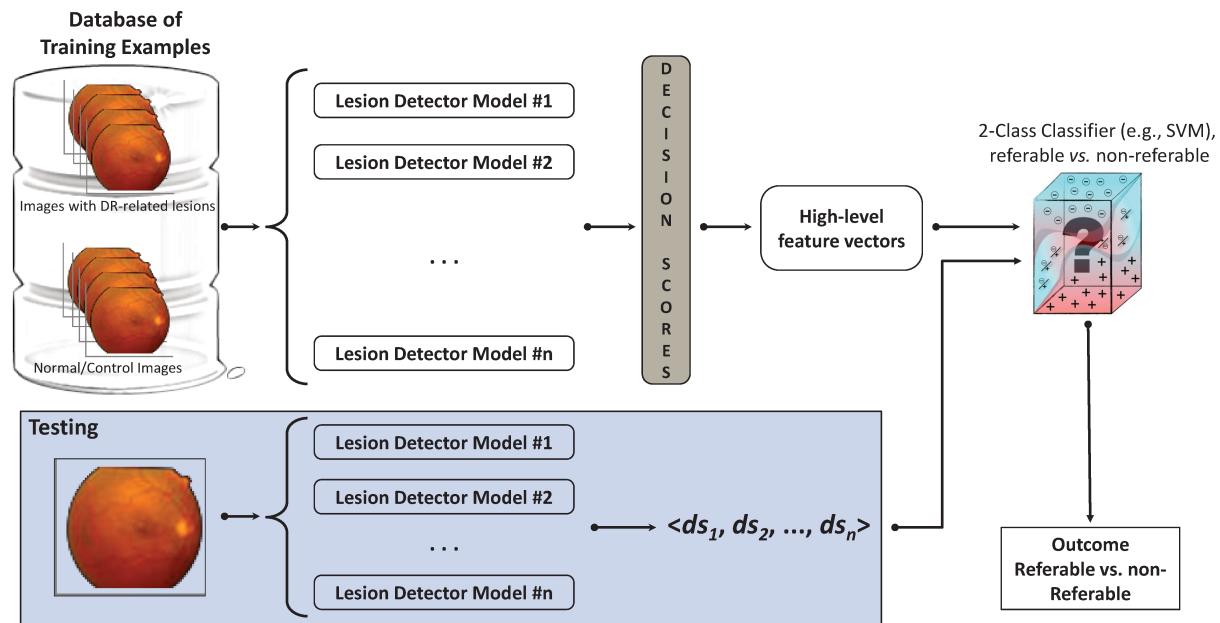 Database of
Training Examples
Images with DR-related lesions
Normal/Control Images
Lesion Detector Model #1
Lesion Detector Model #2
...
Lesion Detector Model #n
DECISION SCORES
High-level
feature vectors
2-Class Classifier (e.g., SVM),
referable vs. non-referable
?
Testing
Lesion Detector Model #1
Lesion Detector Model #2
...
Lesion Detector Model #n
<ds₁, ds₂, ..., dsₙ>
Outcome
Referable vs. non-
Referable